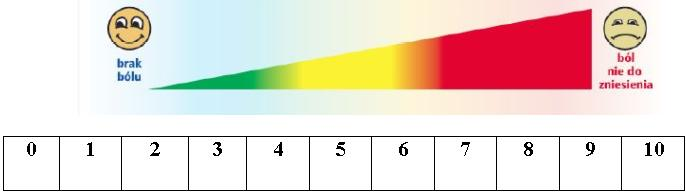 brak
bólu
ból
nie do
zniesienia
0 1 2 3 4 5 6 7 8 9 10